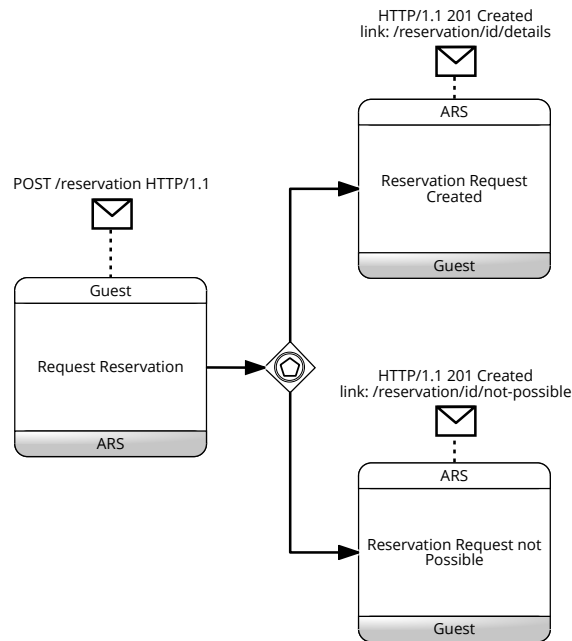 HTTP/1.1 201 Created
link: /reservation/id/details
ARS
Reservation Request
Created
Guest
POST /reservation HTTP/1.1
Guest
Request Reservation
ARS
HTTP/1.1 201 Created
link: /reservation/id/not-possible
ARS
Reservation Request not
Possible
Guest